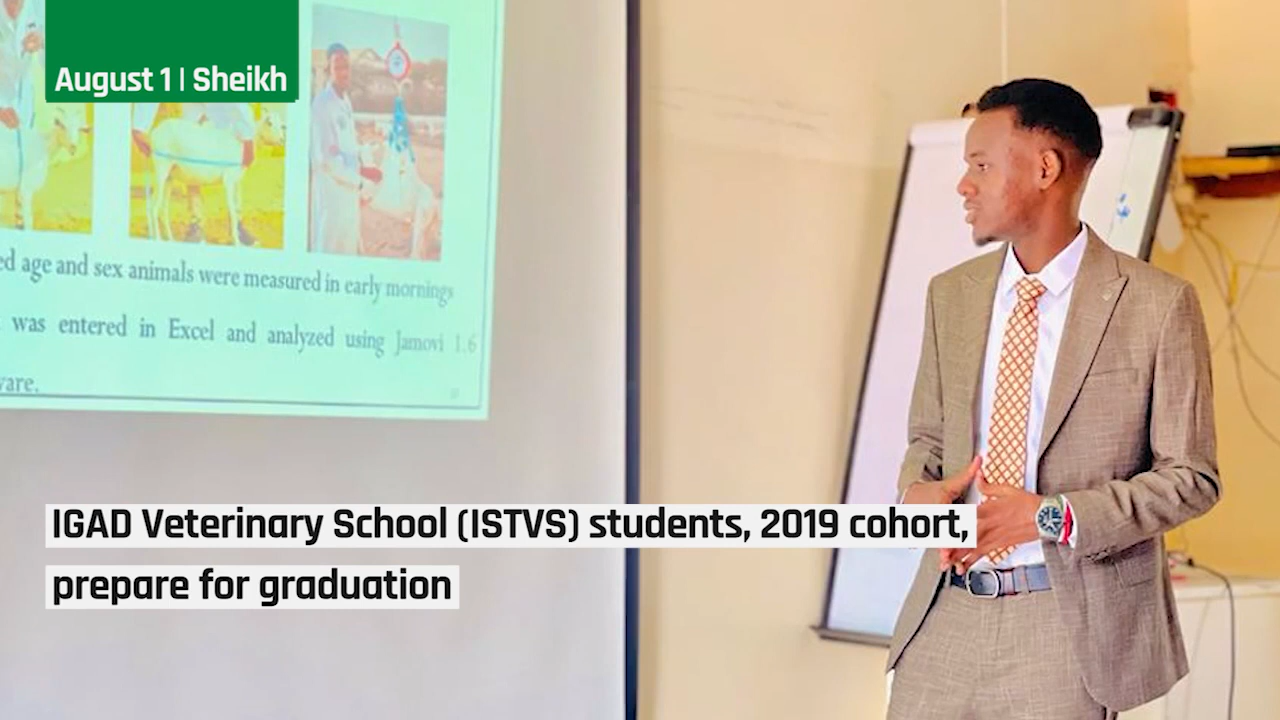 August 1 | Sheikh
ed age and sex animals were measured in early mornings
was entered in Excel and analyzed using Jamovi 1.6
ware.
IGAD Veterinary School (ISTVS) students, 2019 cohort,
prepare for graduation